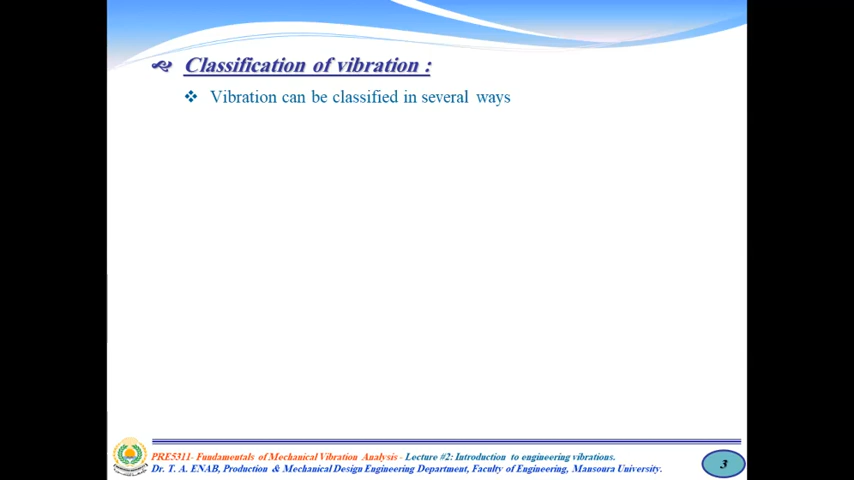 Classification of vibration :
Vibration can be classified in several ways
PRE5311- Fundamentals of Mechanical Vibration Analysis - Lecture #2: Introduction to engineering vibrations.
Dr. T. A. ENAB, Production & Mechanical Design Engineering Department, Faculty of Engineering, Mansoura University.
3